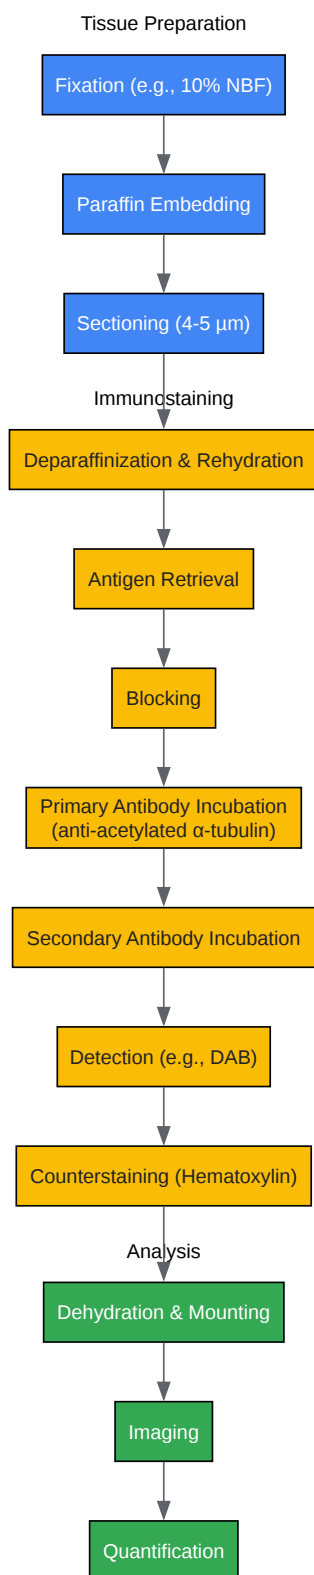 Tissue Preparation
Fixation (e.g., 10% NBF)
Paraffin Embedding
Sectioning (4-5 µm)
Immunostaining
Deparaffinization & Rehydration
Antigen Retrieval
Blocking
Primary Antibody Incubation
(anti-acetylated α-tubulin)
Secondary Antibody Incubation
Detection (e.g., DAB)
Counterstaining (Hematoxylin)
Analysis
Dehydration & Mounting
Imaging
Quantification